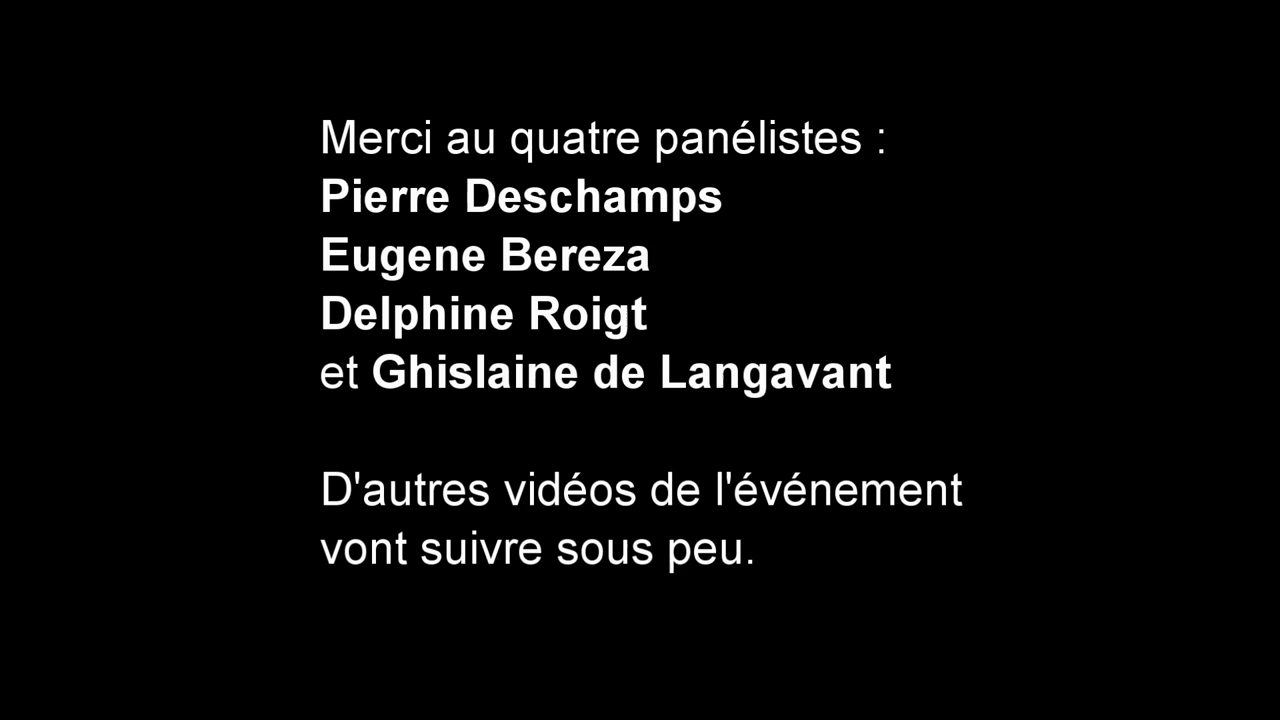 Merci au quatre panélistes :
Pierre Deschamps
Eugene Bereza
Delphine Roigt
et Ghislaine de Langavant
D'autres vidéos de l'événement
vont suivre sous peu.